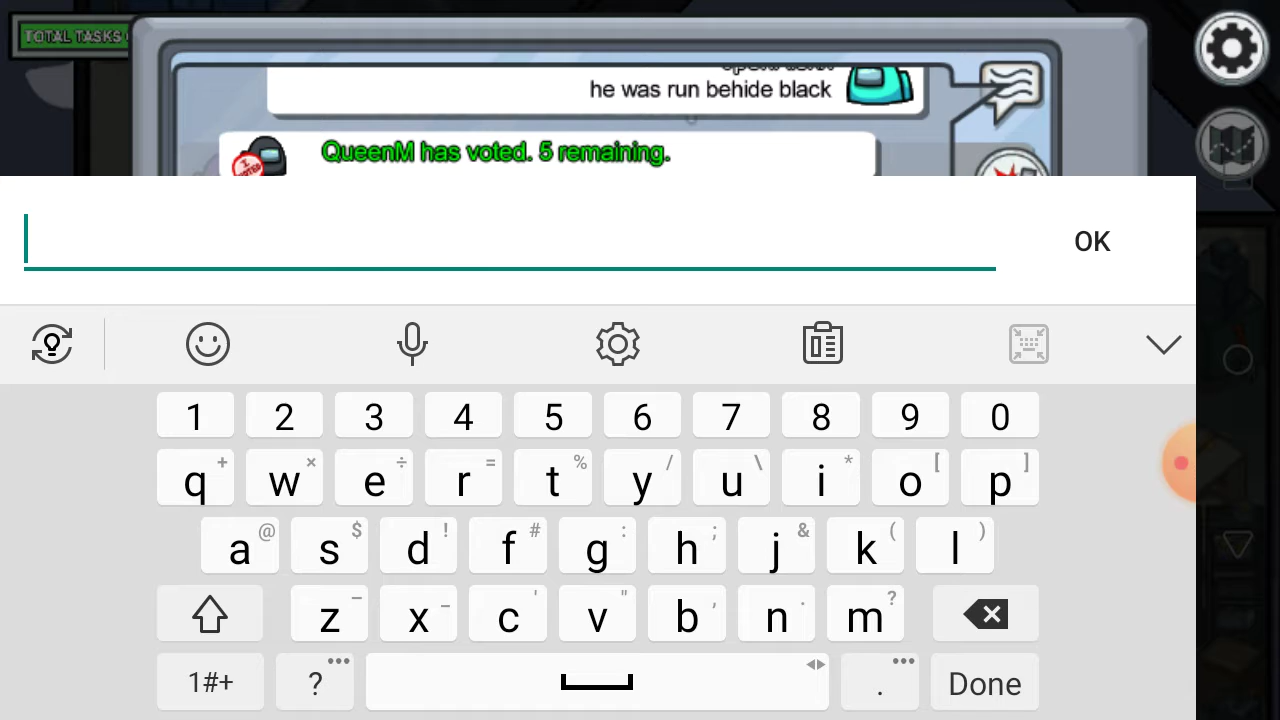 TOTAL TASKS
he was run behide black
QueenM has voted. 5 remaining.
OK
1 2 3 4 5 6 7 8 9 0
q + w × e ÷ r = t % y / u \ i * o [ p ]
a @ s $ d ! f # g : h ; j & k ( l )
z – x _ c ' v " b , n . m ?
1#+ ? . Done